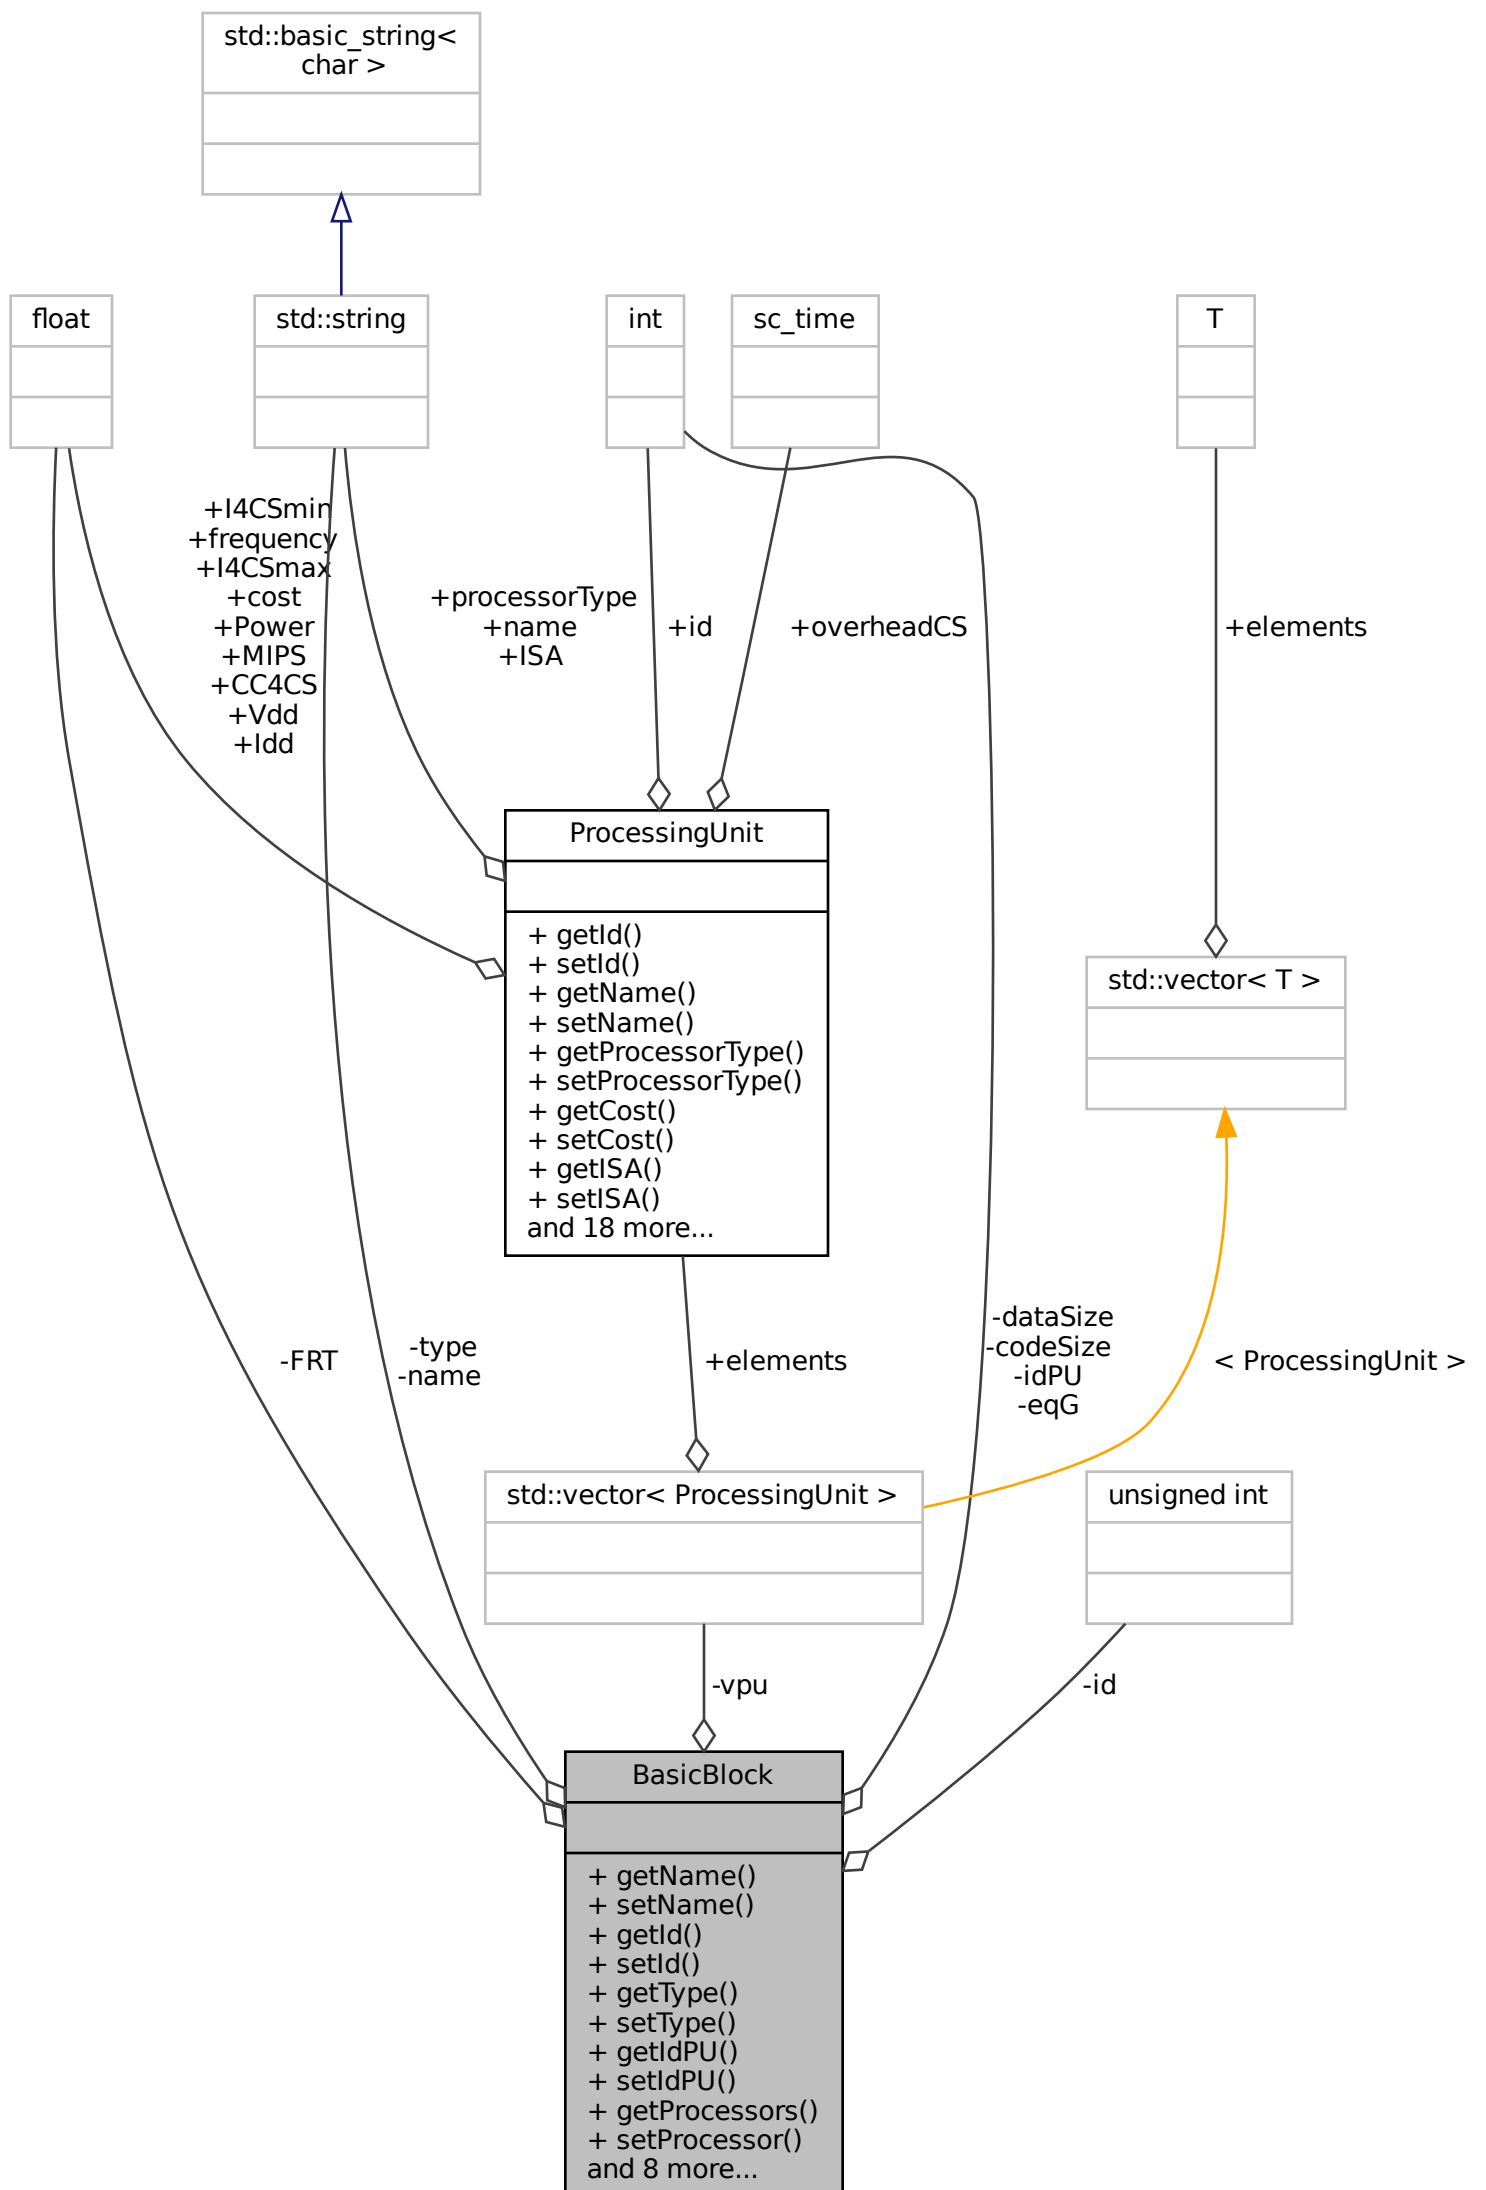 std::basic_string<
char >
float
std::string
int
sc_time
T
+I4CSmin
+frequency
+I4CSmax
+cost
+Power
+MIPS
+CC4CS
+Vdd
+Idd
+processorType
+name
+ISA
+id
+overheadCS
+elements
ProcessingUnit
+ getId()
+ setId()
+ getName()
+ setName()
+ getProcessorType()
+ setProcessorType()
+ getCost()
+ setCost()
+ getISA()
+ setISA()
and 18 more...
std::vector< T >
-FRT
-type
-name
+elements
-dataSize
-codeSize
-idPU
-eqG
< ProcessingUnit >
std::vector< ProcessingUnit >
unsigned int
-vpu
-id
BasicBlock
+ getName()
+ setName()
+ getId()
+ setId()
+ getType()
+ setType()
+ getIdPU()
+ setIdPU()
+ getProcessors()
+ setProcessor()
and 8 more...